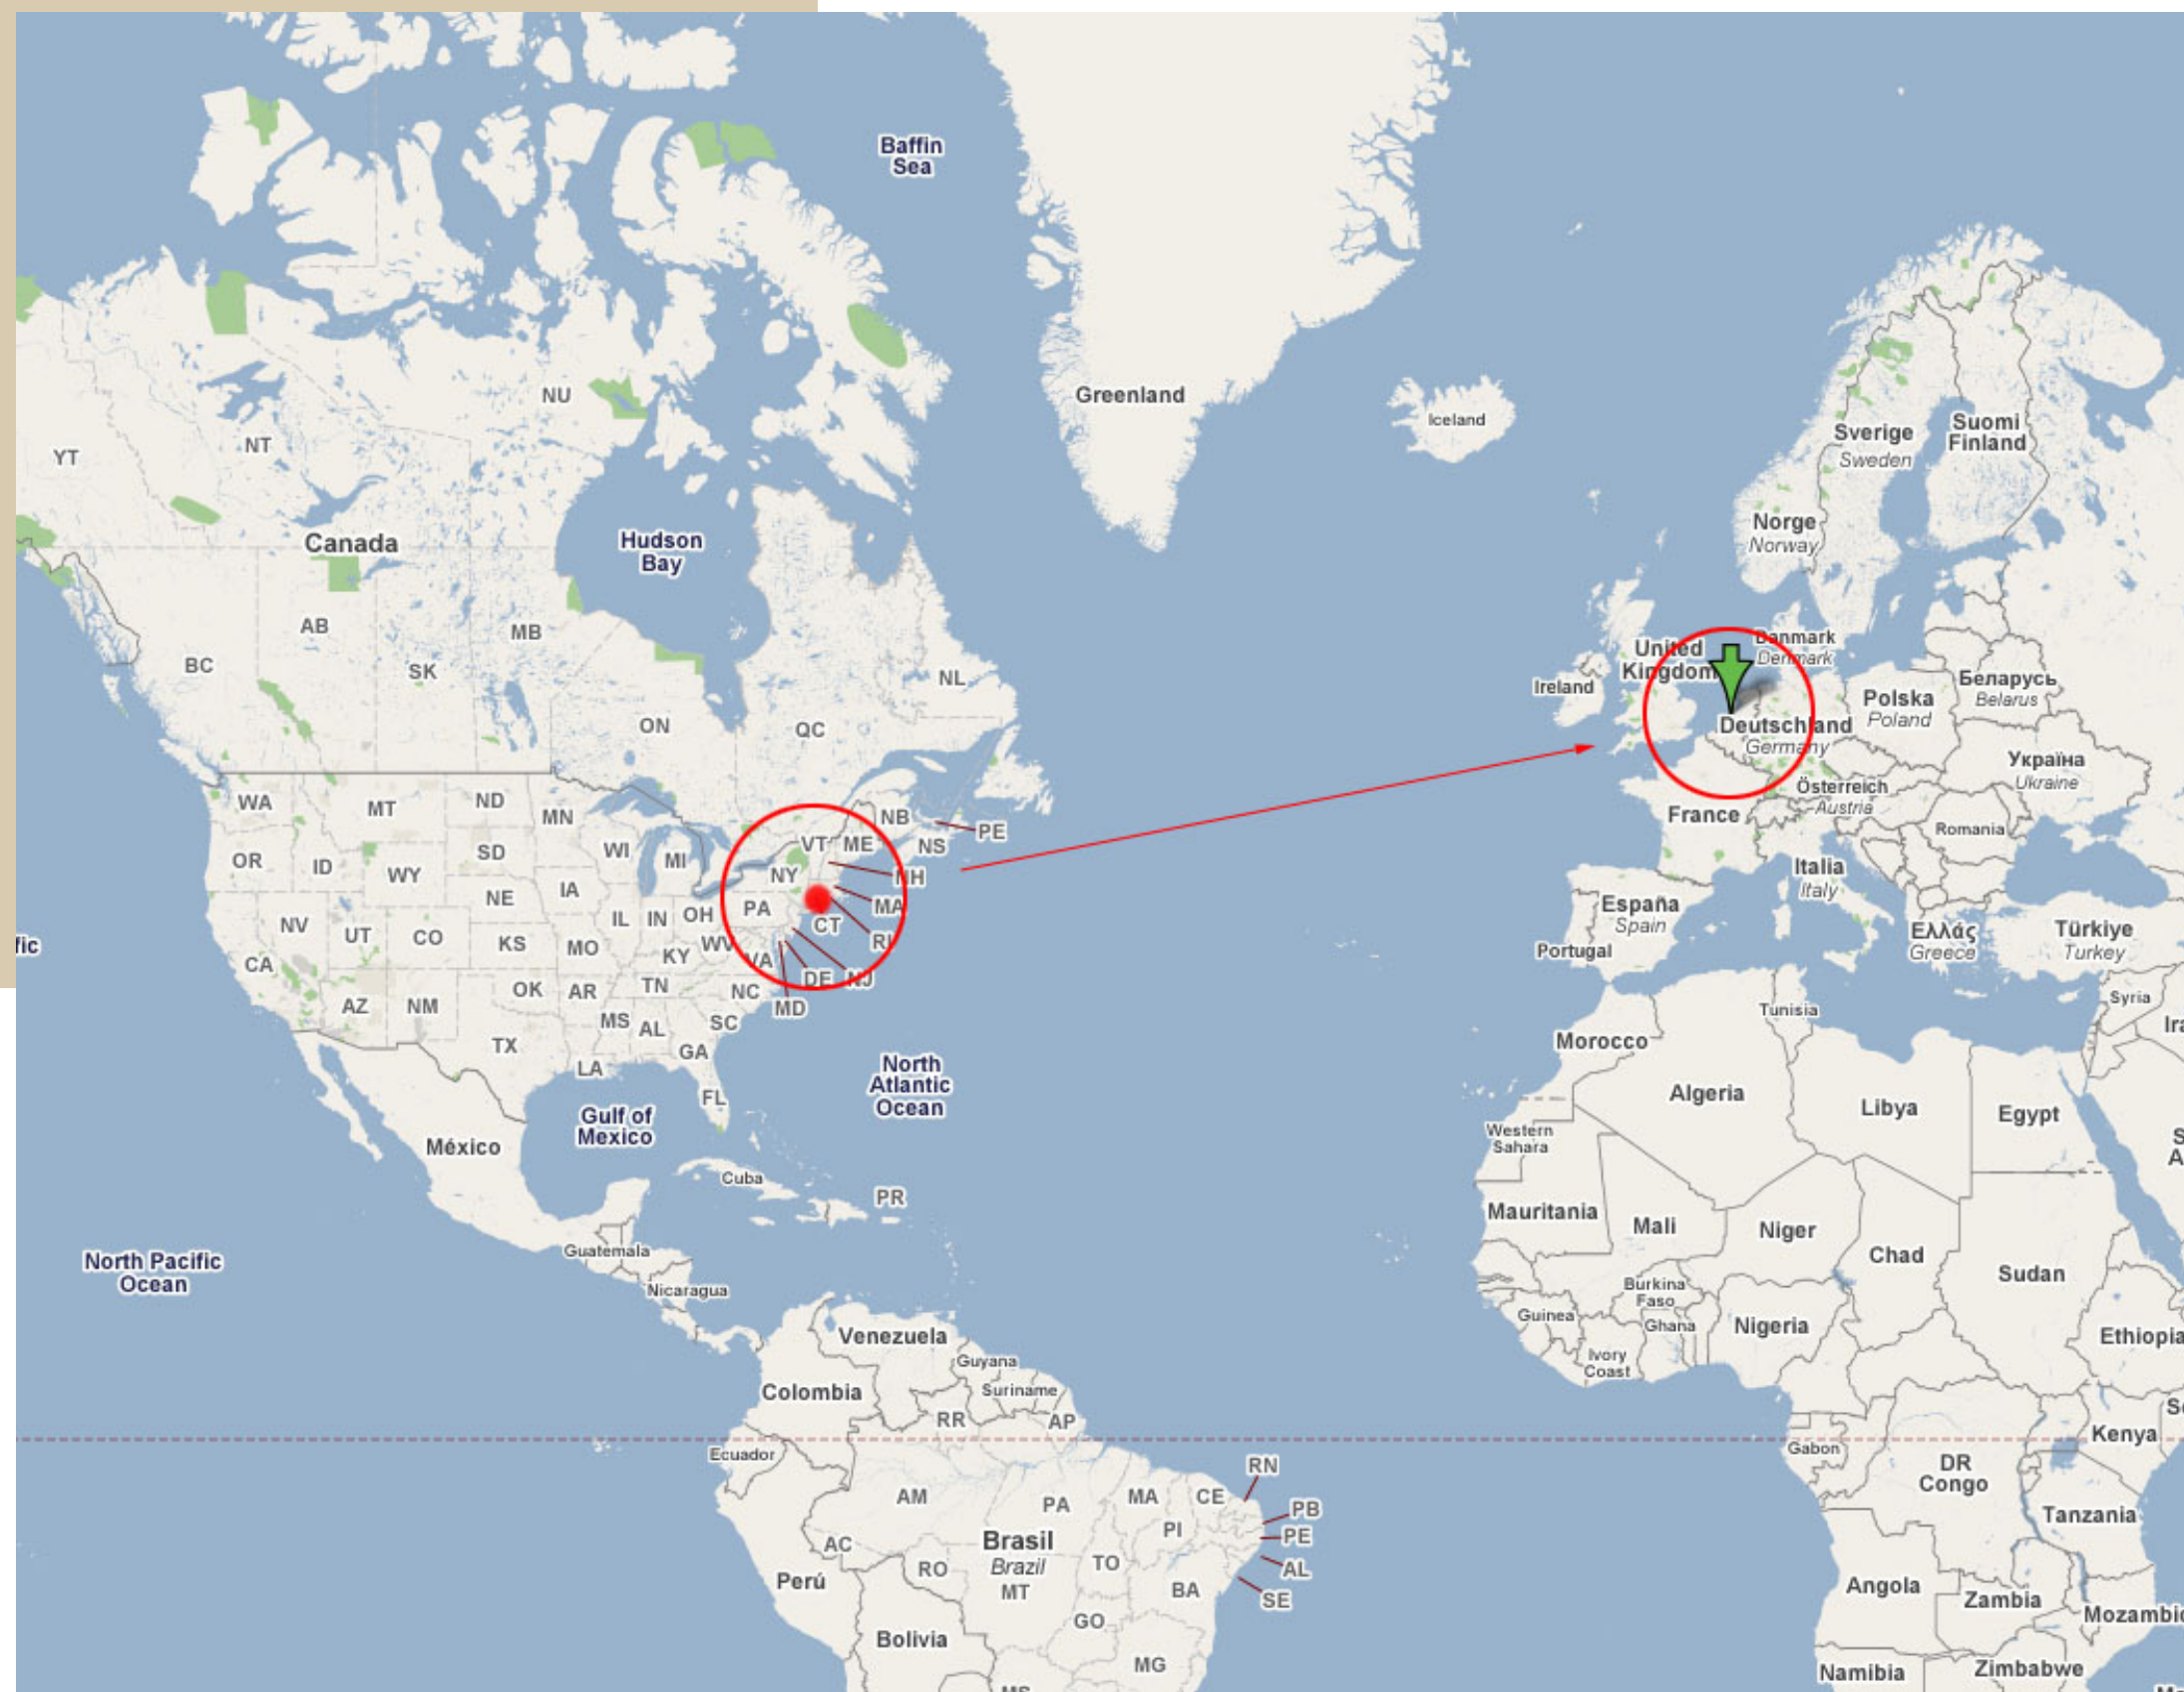 Baffin
Sea
Greenland
Iceland
NU
NT
YT
Canada
Hudson
Bay
AB
MB
BC
SK
NL
ON
QC
Sverige
Sweden
Suomi
Finland
Norge
Norway
Danmark
Denmark
United
Kingdom
Ireland
Deutschland
Germany
Polska
Poland
Беларусь
Belarus
Україна
Ukraine
Österreich
Austria
France
Romania
Italia
Italy
España
Spain
Portugal
Ελλάς
Greece
Türkiye
Turkey
Syria
Ira
WA
MT
ND
MN
OR
ID
WY
SD
WI
MI
VT
ME
NB
PE
NS
NH
NY
NE
IA
PA
MA
NV
UT
CO
KS
MO
IL
IN
OH
WV
CT
RI
fic
CA
KY
VA
DE
NJ
AZ
NM
OK
AR
TN
NC
MD
MS
AL
SC
TX
LA
GA
FL
North
Atlantic
Ocean
Gulf of
Mexico
México
Cuba
PR
Guatemala
Nicaragua
North Pacific
Ocean
Tunisia
Morocco
Algeria
Libya
Egypt
S
A
Western
Sahara
Mauritania
Mali
Niger
Chad
Sudan
Burkina
Faso
Guinea
Ghana
Nigeria
Ethiopia
Ivory
Coast
Venezuela
Guyana
Colombia
Suriname
RR
AP
Ecuador
Gabon
DR
Congo
Kenya
So
Tanzania
RN
AM
PA
MA
CE
PB
PI
PE
Brasil
Brazil
AC
RO
MT
TO
AL
BA
SE
Perú
GO
Bolivia
MG
MS
Angola
Zambia
Mozambic
Namibia
Zimbabwe